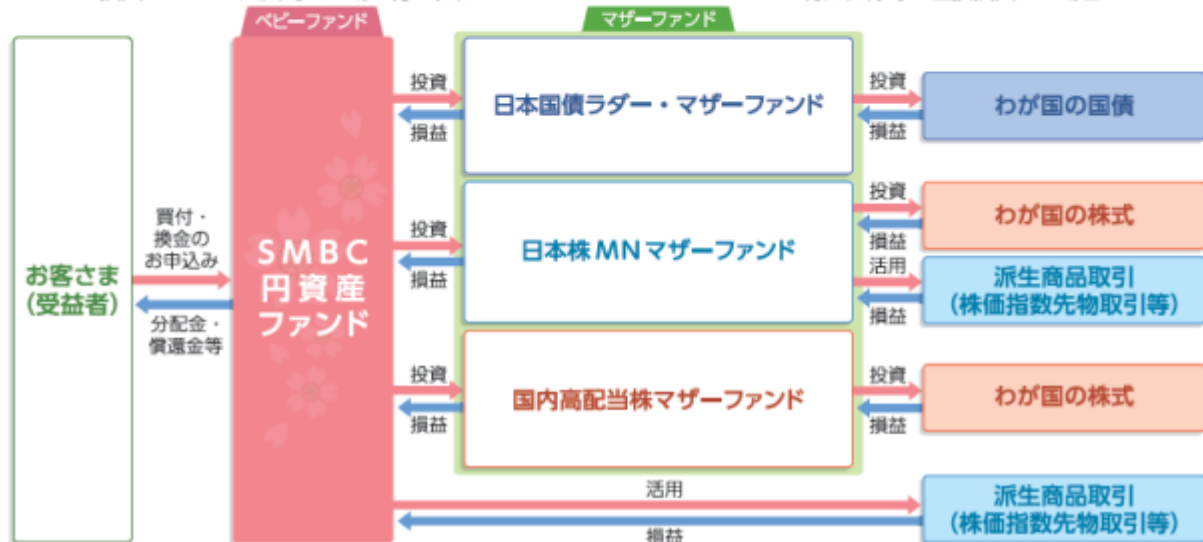 ベビーファンド
マザーファンド
お客さま
(受益者)
買付・
換金の
お申込み
分配金・
償還金等
SMBC
円資産
ファンド
投資
損益
日本国債ラダー・マザーファンド
投資
損益
わが国の国債
投資
損益
日本株MNマザーファンド
投資
損益
わが国の株式
活用
損益
派生商品取引
(株価指数先物取引等)
投資
損益
国内高配当株マザーファンド
投資
損益
わが国の株式
活用
損益
派生商品取引
(株価指数先物取引等)